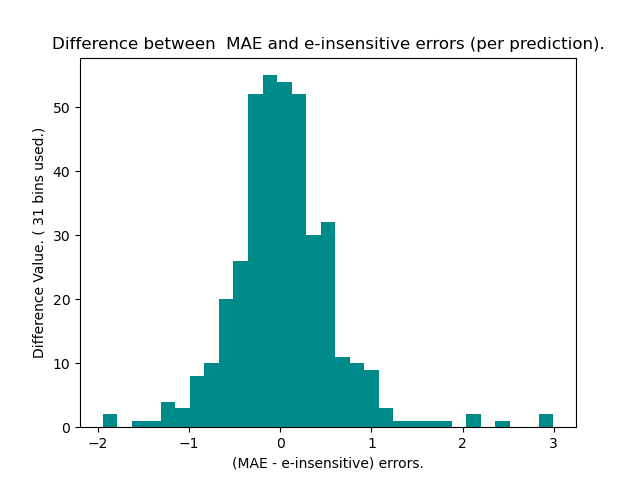 Difference between  MAE and e-insensitive errors (per prediction).
Difference Value. ( 31 bins used.)
50
40
30
20
10
0
−2 −1 0 1 2 3
(MAE - e-insensitive) errors.